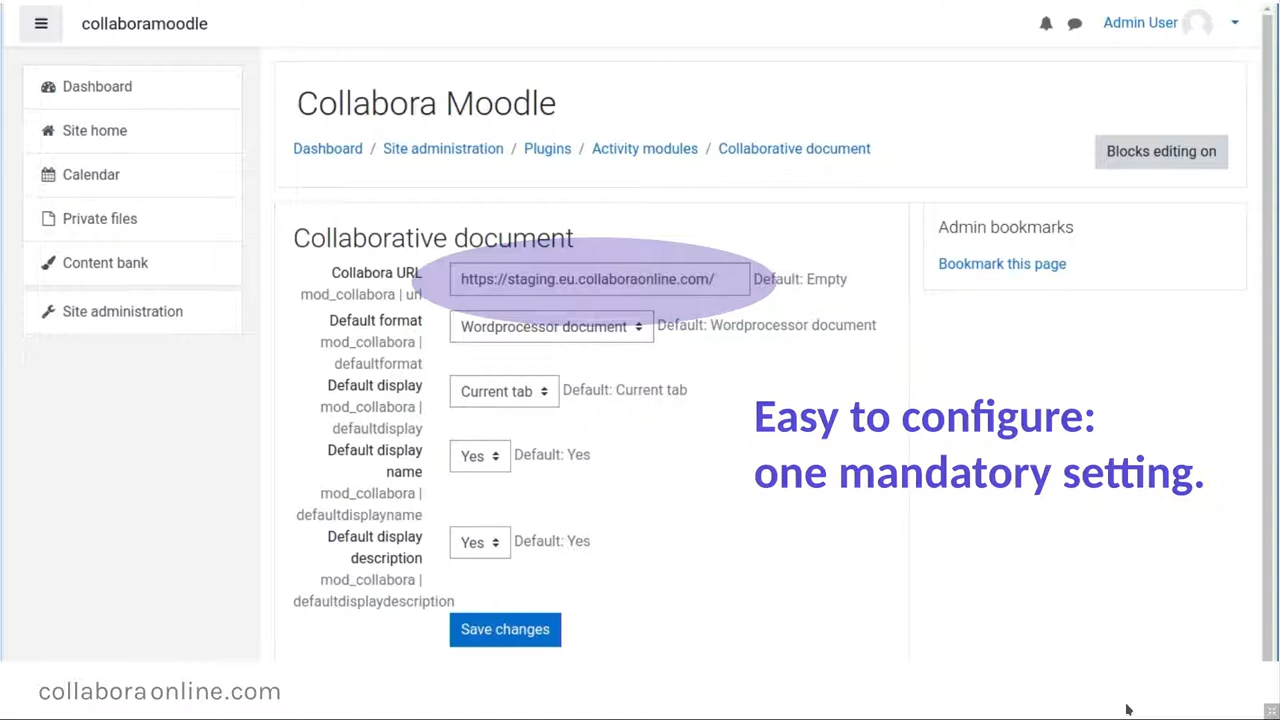 collaboramoodle
Admin User
Dashboard
Site home
Calendar
Private files
Content bank
Site administration
Collabora Moodle
Dashboard / Site administration / Plugins / Activity modules / Collaborative document
Blocks editing on
Collaborative document
Collabora URL
mod_collabora | url
https://staging.eu.collaboraonline.com/
Default: Empty
Default format
mod_collabora |
defaultformat
Wordprocessor document
Default: Wordprocessor document
Default display
mod_collabora |
defaultdisplay
Current tab
Default: Current tab
Default display
name
mod_collabora |
defaultdisplayname
Yes
Default: Yes
Default display
description
mod_collabora |
defaultdisplaydescription
Yes
Default: Yes
Save changes
Admin bookmarks
Bookmark this page
Easy to configure:
one mandatory setting.
collaboraonline.com